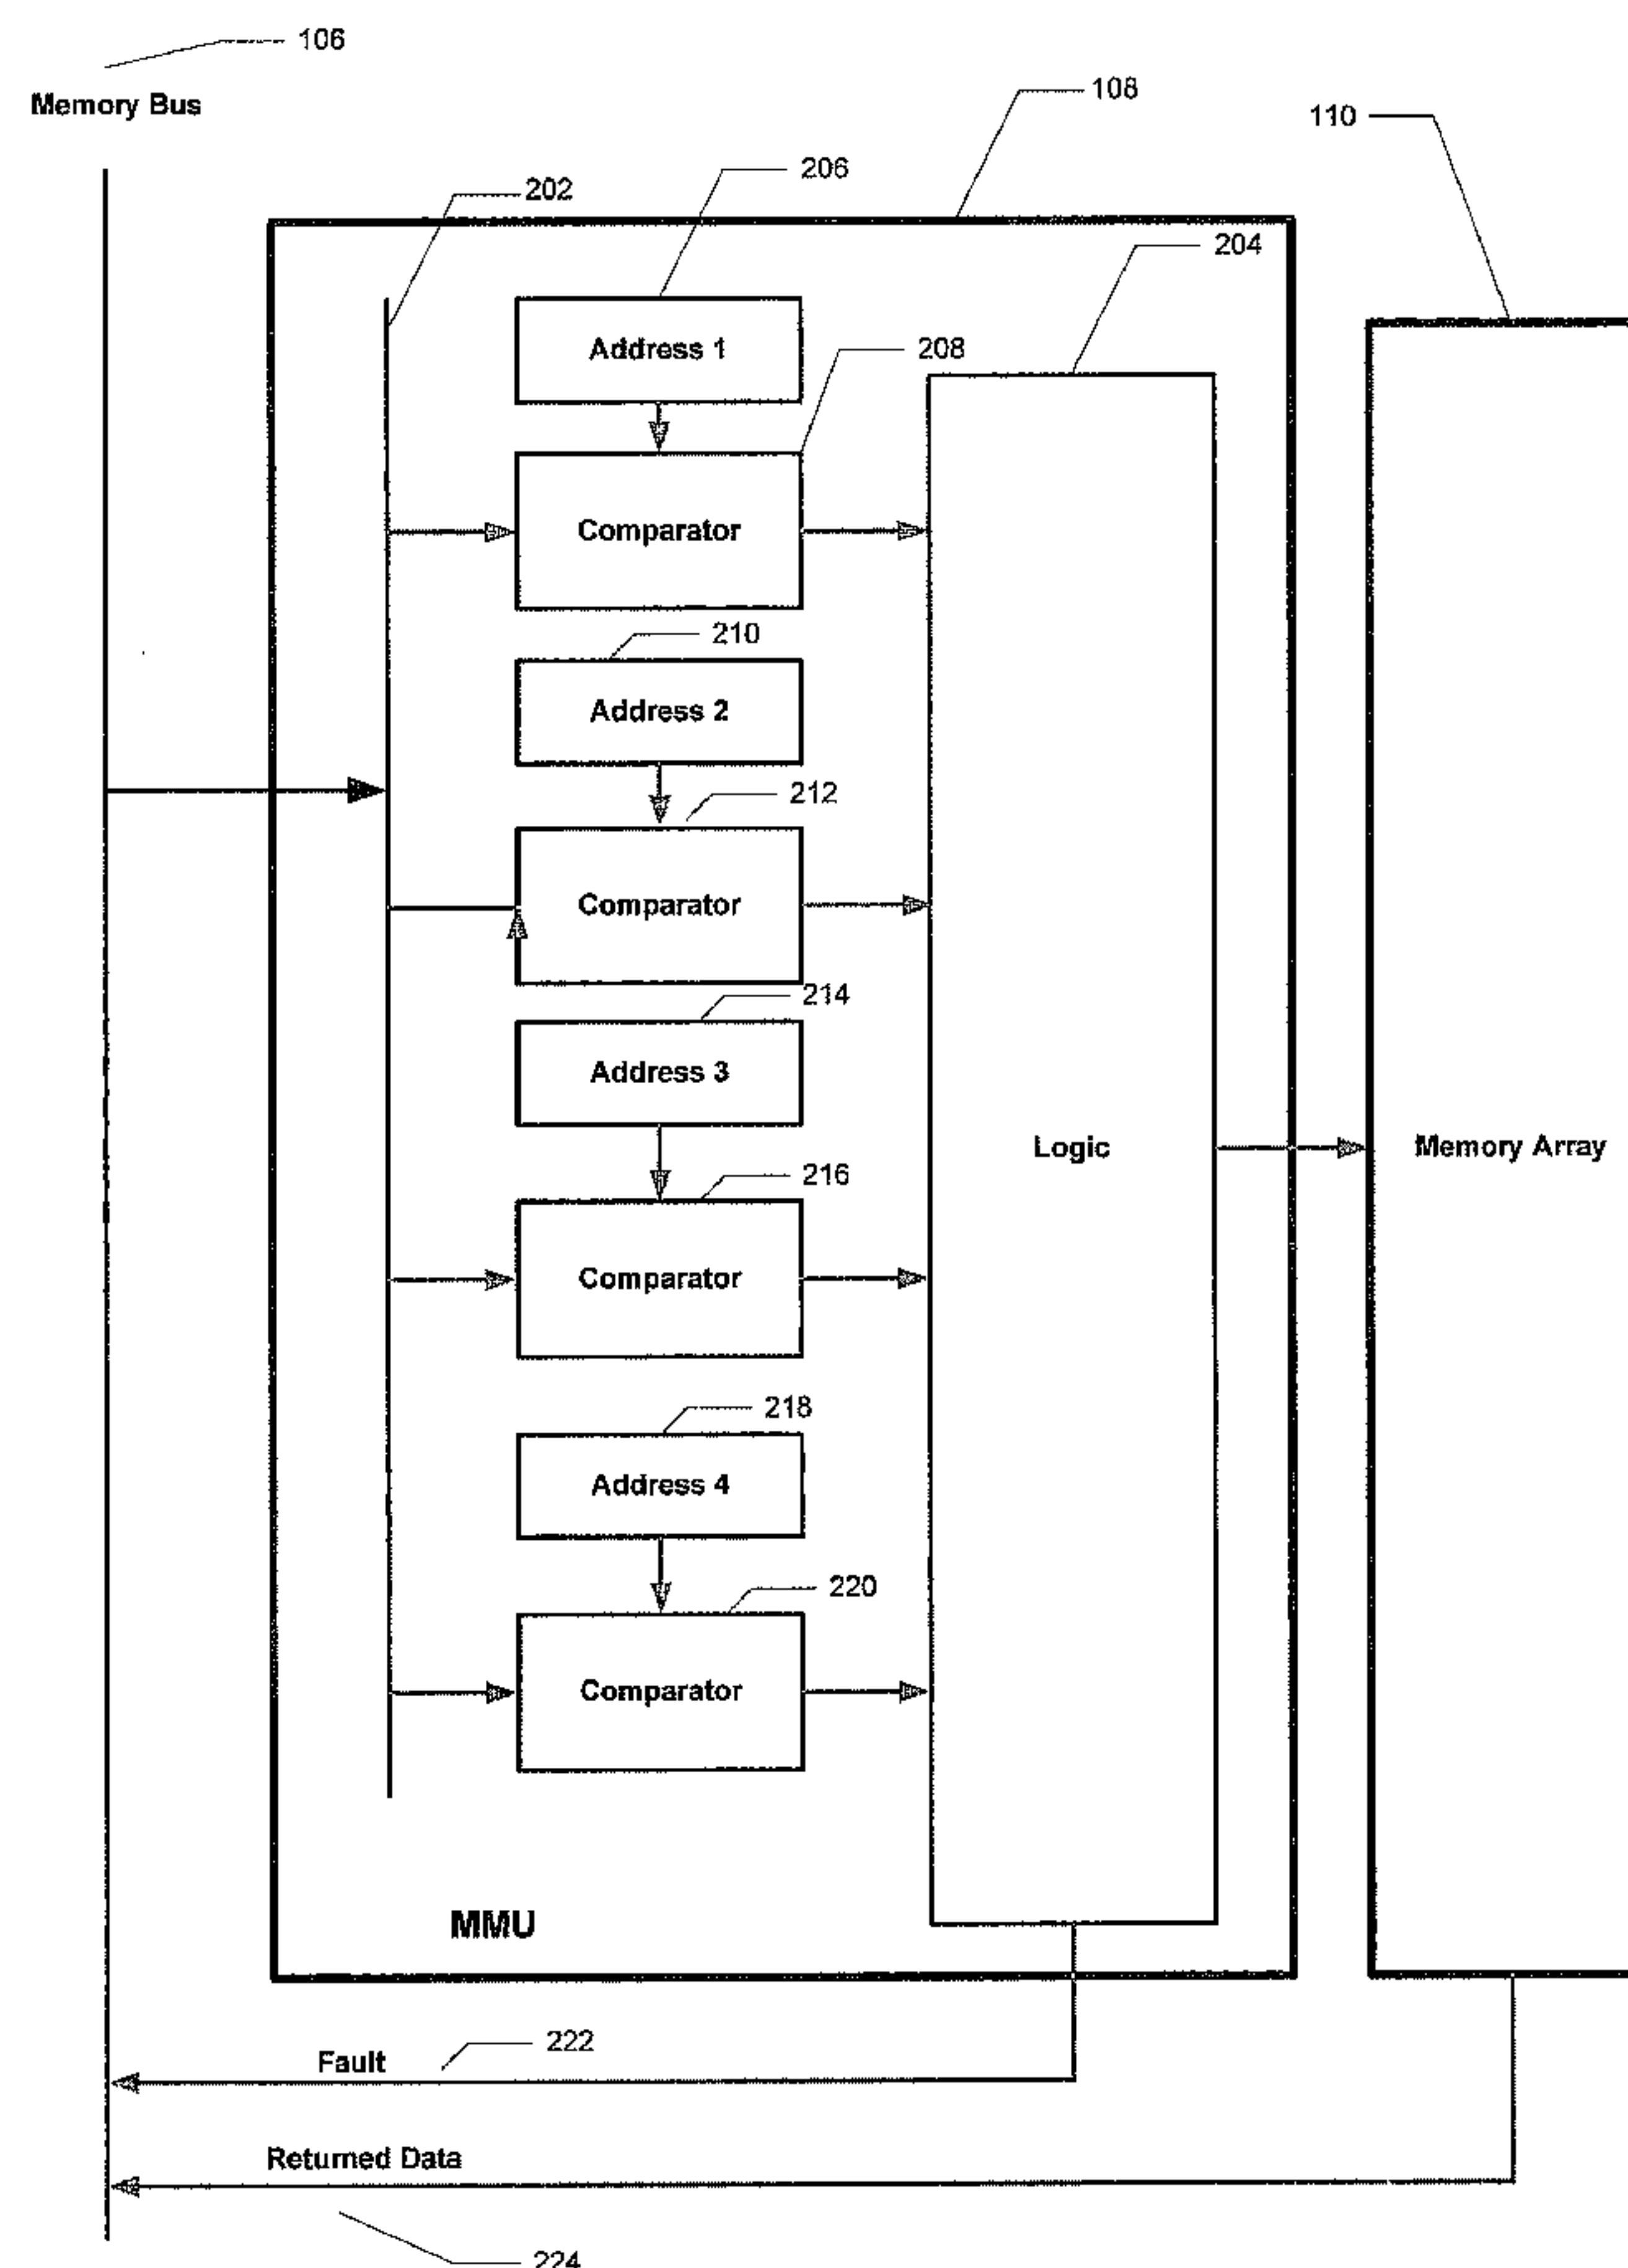 106
Memory Bus
108
110
206
202
204
Address 1
208
Comparator
210
Address 2
212
Comparator
214
Address 3
Logic
Memory Array
216
Comparator
218
Address 4
220
Comparator
MMU
222
Fault
Returned Data
224